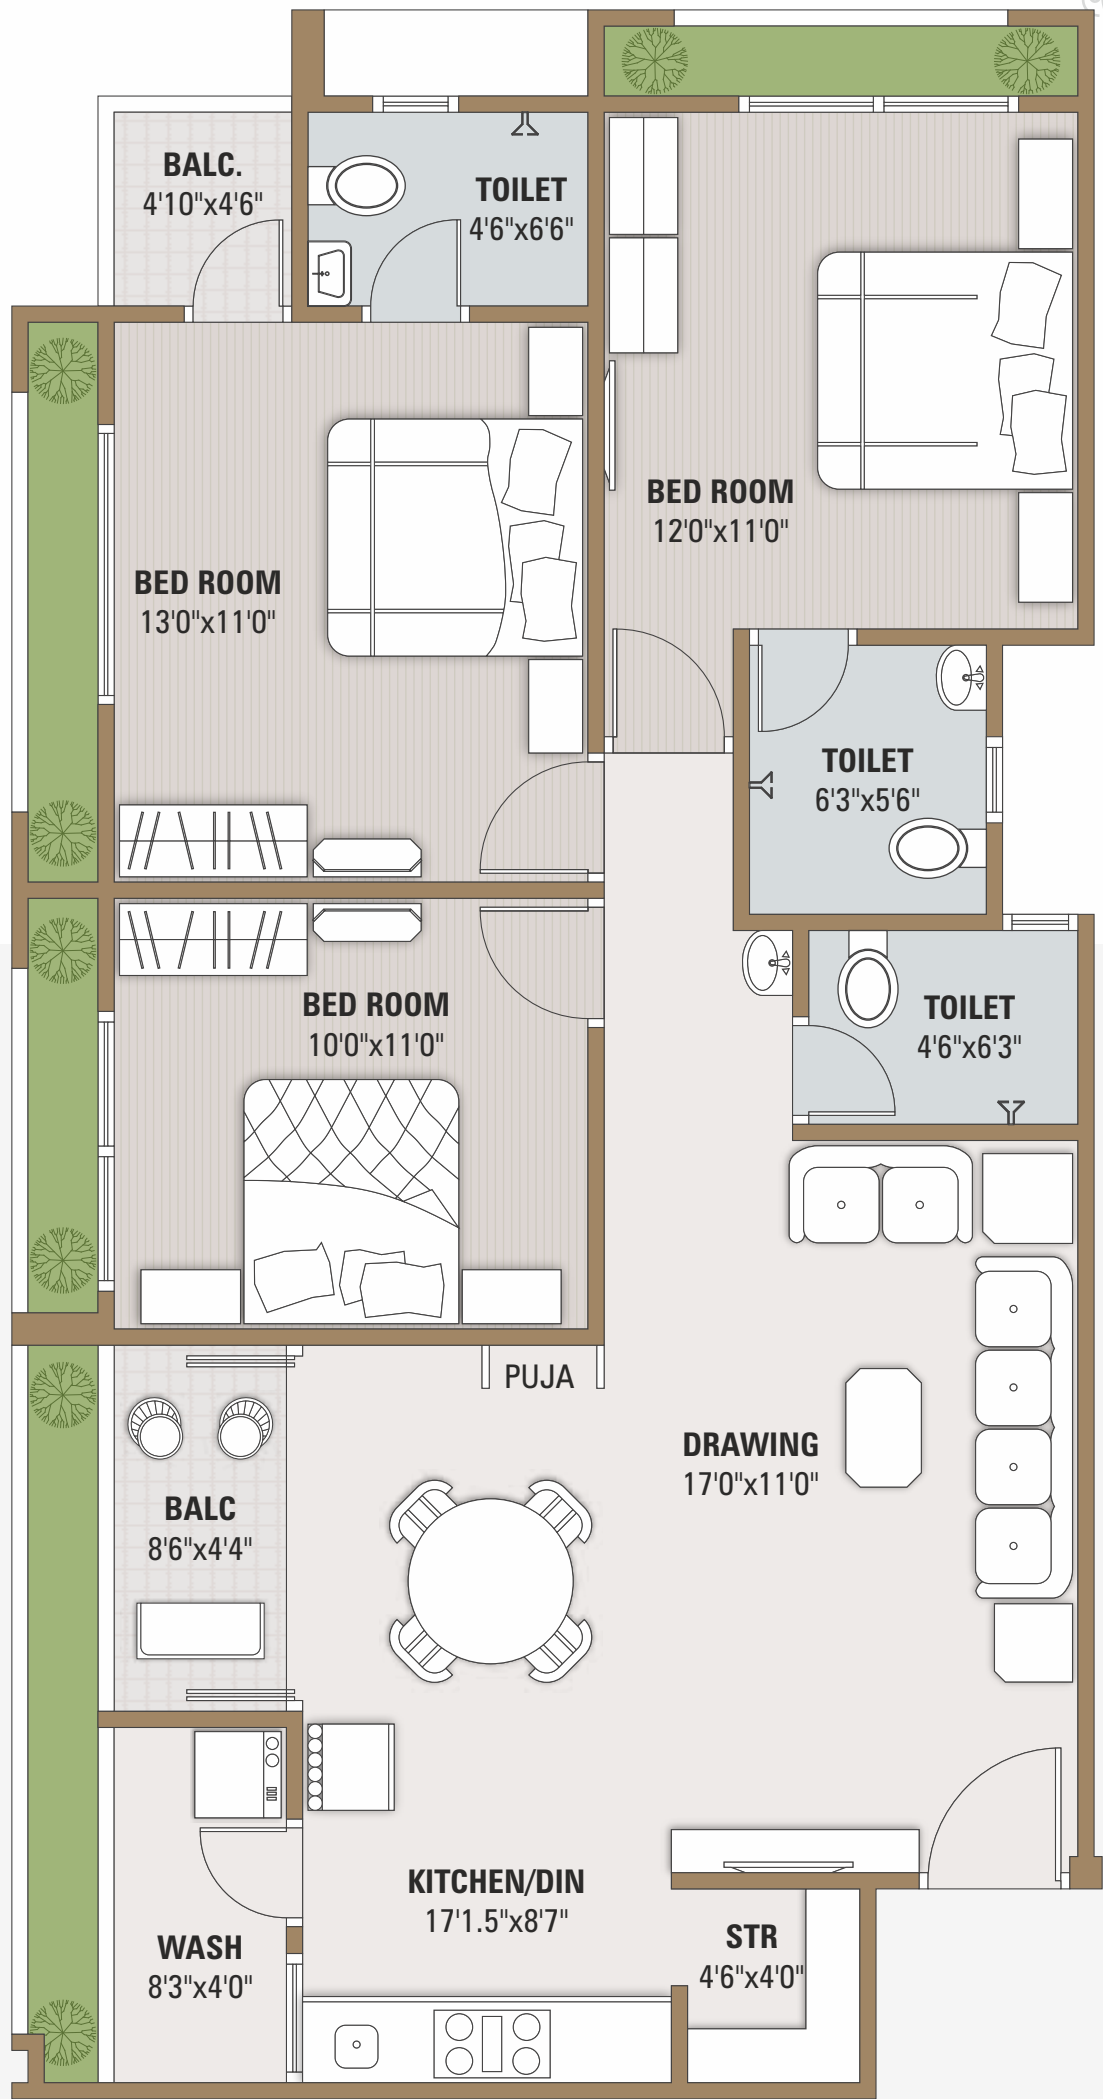 BALC.
4'10"x4'6"
TOILET
4'6"x6'6"
BED ROOM
12'0"x11'0"
BED ROOM
13'0"x11'0"
TOILET
6'3"x5'6"
BED ROOM
10'0"x11'0"
TOILET
4'6"x6'3"
PUJA
DRAWING
17'0"x11'0"
BALC
8'6"x4'4"
KITCHEN/DIN
17'1.5"x8'7"
WASH
8'3"x4'0"
STR
4'6"x4'0"